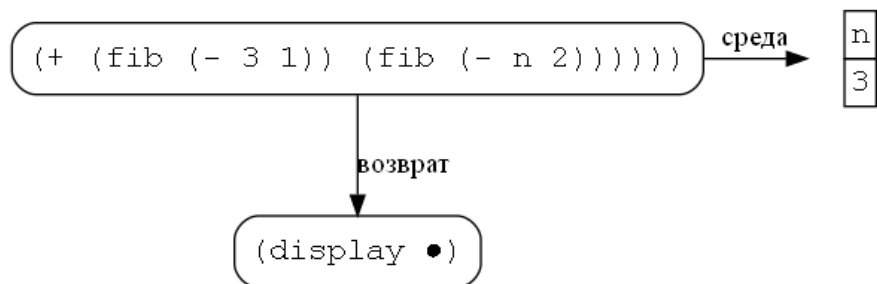 (+ (fib (- 3 1)) (fib (- n 2))))))
среда
n
3
возврат
(display ●)